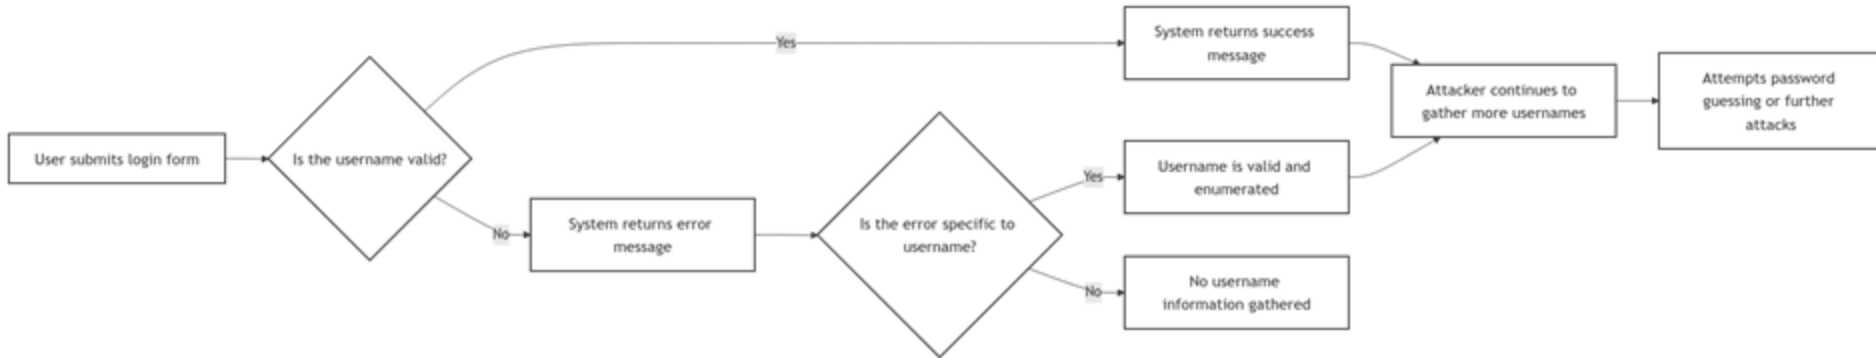 User submits login form
Is the username valid?
Yes
No
System returns error
message
Is the error specific to
username?
Yes
No
System returns success
message
Username is valid and
enumerated
No username
information gathered
Attacker continues to
gather more usernames
Attempts password
guessing or further
attacks